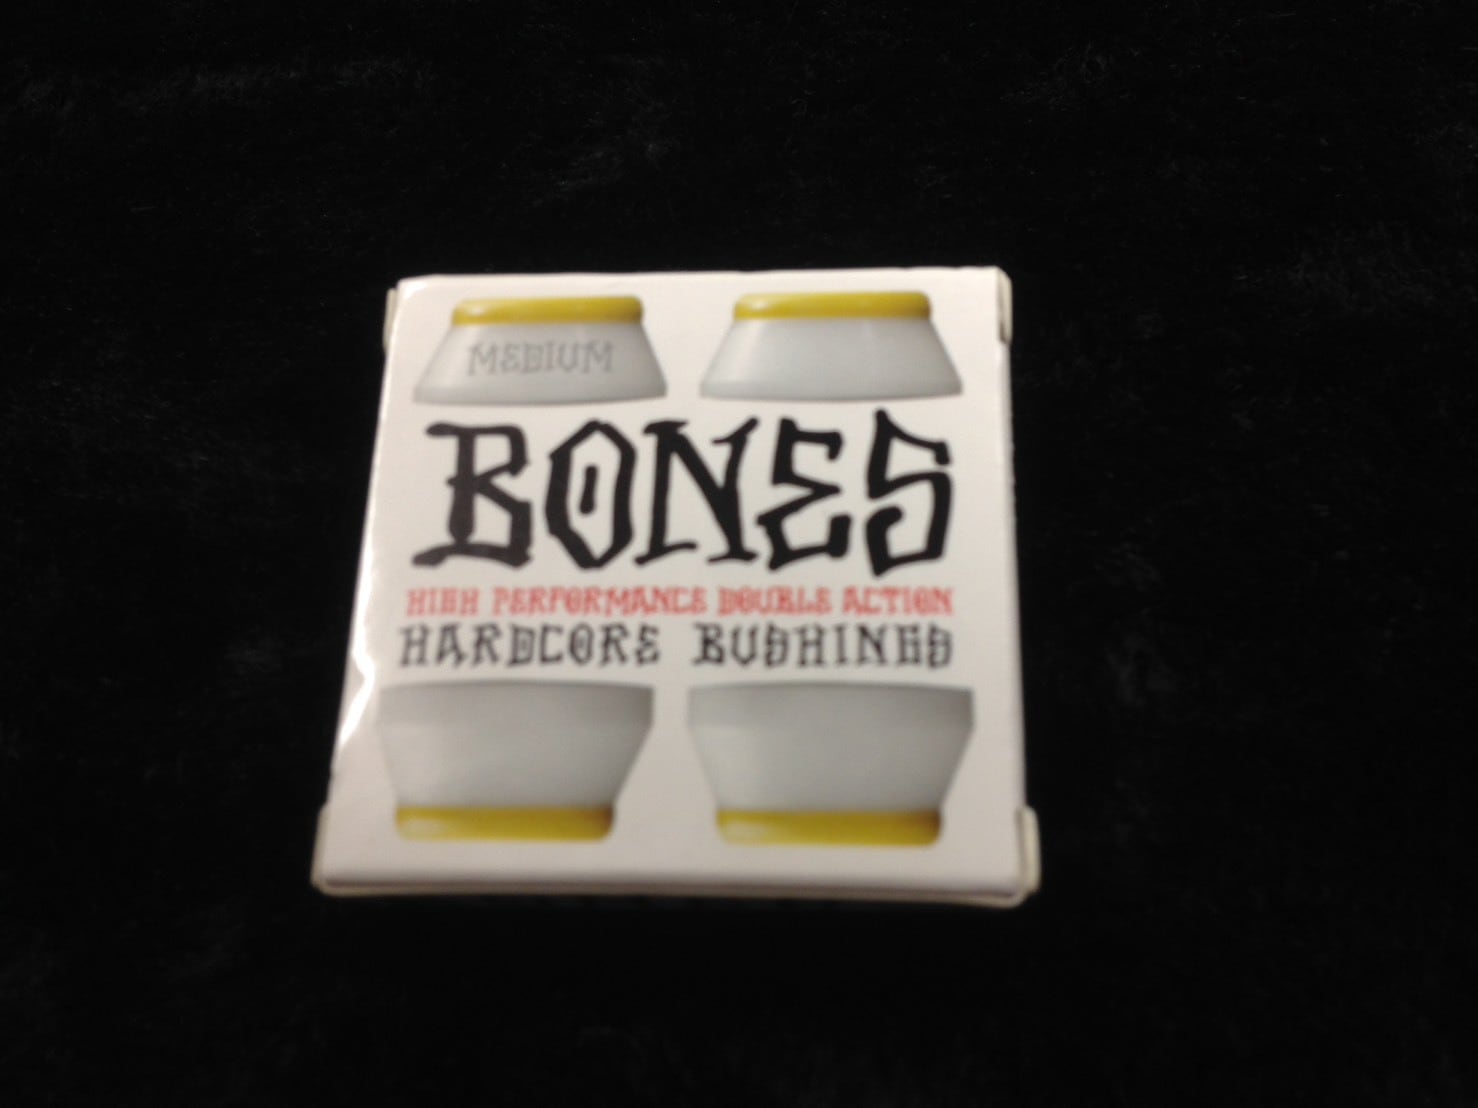 MEDIUM
BONES
HIGH PERFORMANCE DOUBLE ACTION
HARDCORE BUSHINGS